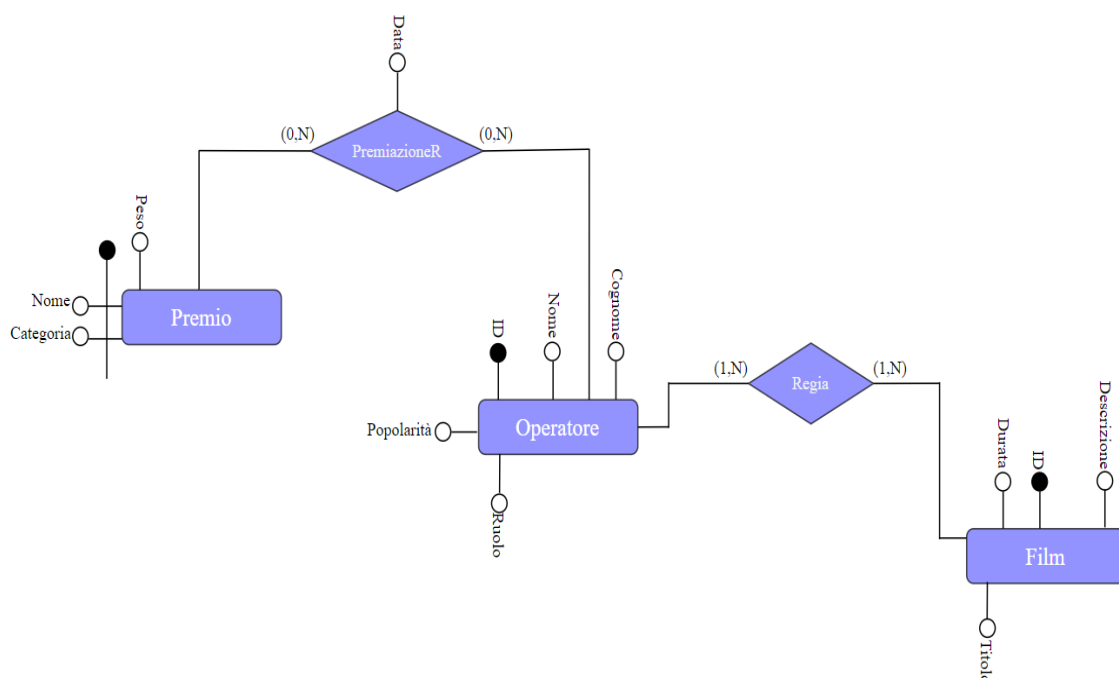 Data
(0,N)
(0,N)
PremiazioneR
Peso
Nome
Categoria
Premio
ID
Nome
Cognome
Popolarità
Operatore
Ruolo
(1,N)
(1,N)
Regia
Durata
ID
Descrizione
Film
Titolo